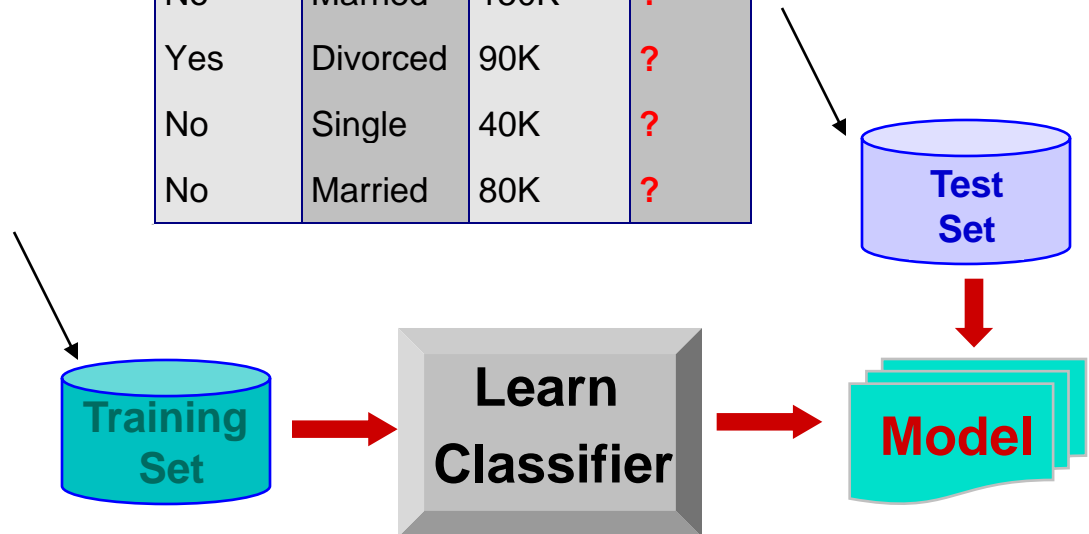 Yes Divorced 90K ?
No Single 40K ?
No Married 80K ?
Test
Set
Training
Set
Learn
Classifier
Model